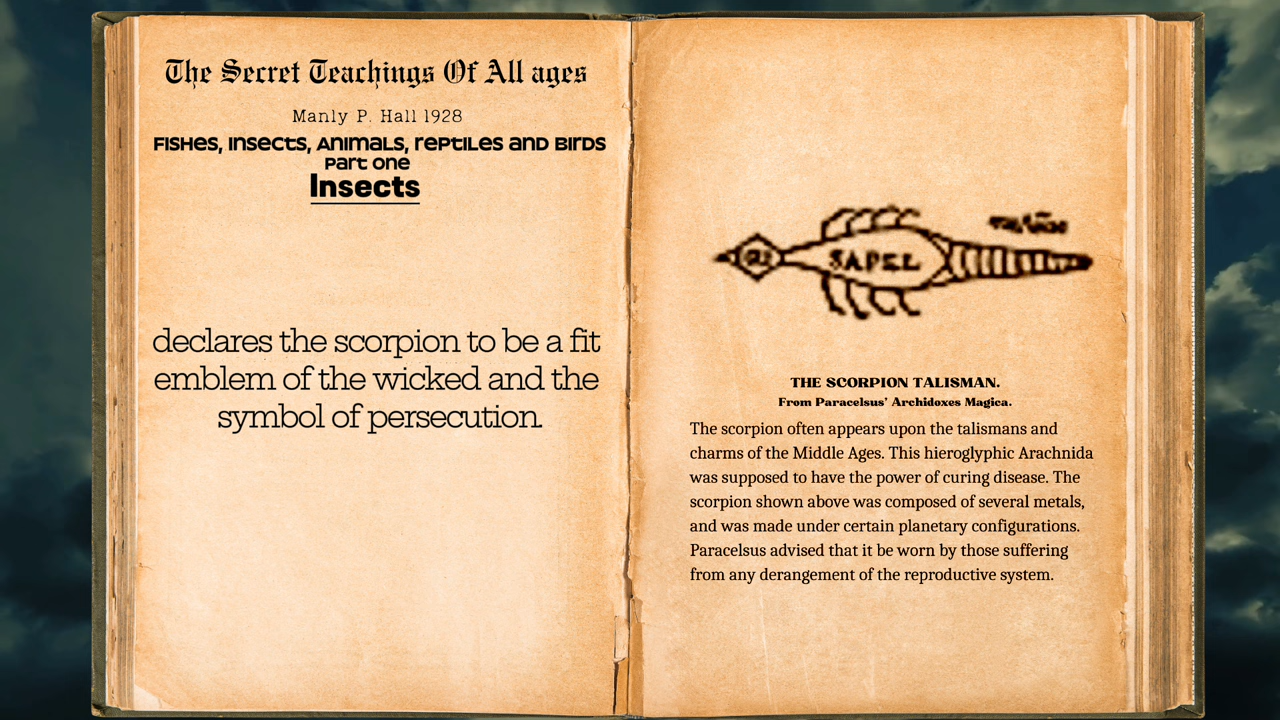 The Secret Teachings Of All ages
Manly P. Hall 1928
Fishes, Insects, Animals, reptiles and Birds
Part one
Insects
declares the scorpion to be a fit
emblem of the wicked and the
symbol of persecution.
SAPEL
THE SCORPION TALISMAN.
From Paracelsus' Archidoxes Magica.
The scorpion often appears upon the talismans and
charms of the Middle Ages. This hieroglyphic Arachnida
was supposed to have the power of curing disease. The
scorpion shown above was composed of several metals,
and was made under certain planetary configurations.
Paracelsus advised that it be worn by those suffering
from any derangement of the reproductive system.